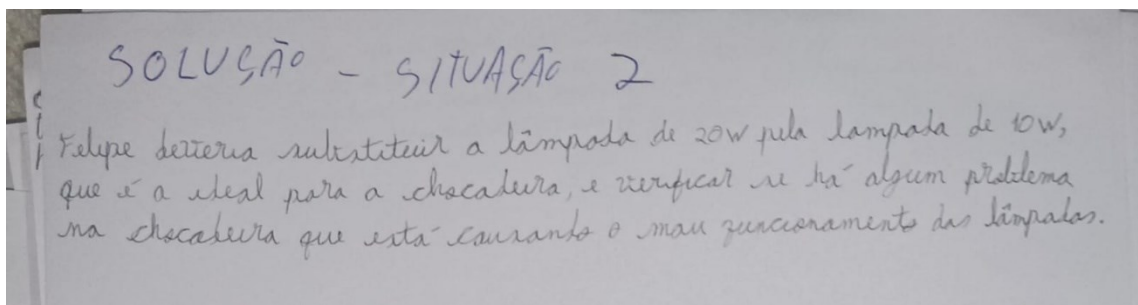 SOLUÇÃO - SITUAÇÃO 2
Felipe deveria substituir a lâmpada de 20W pela lampada de 10W,
que é a ideal para a chocadeira, e verificar se há algum problema
na chocadeira que está causando o mau funcionamento das lâmpadas.